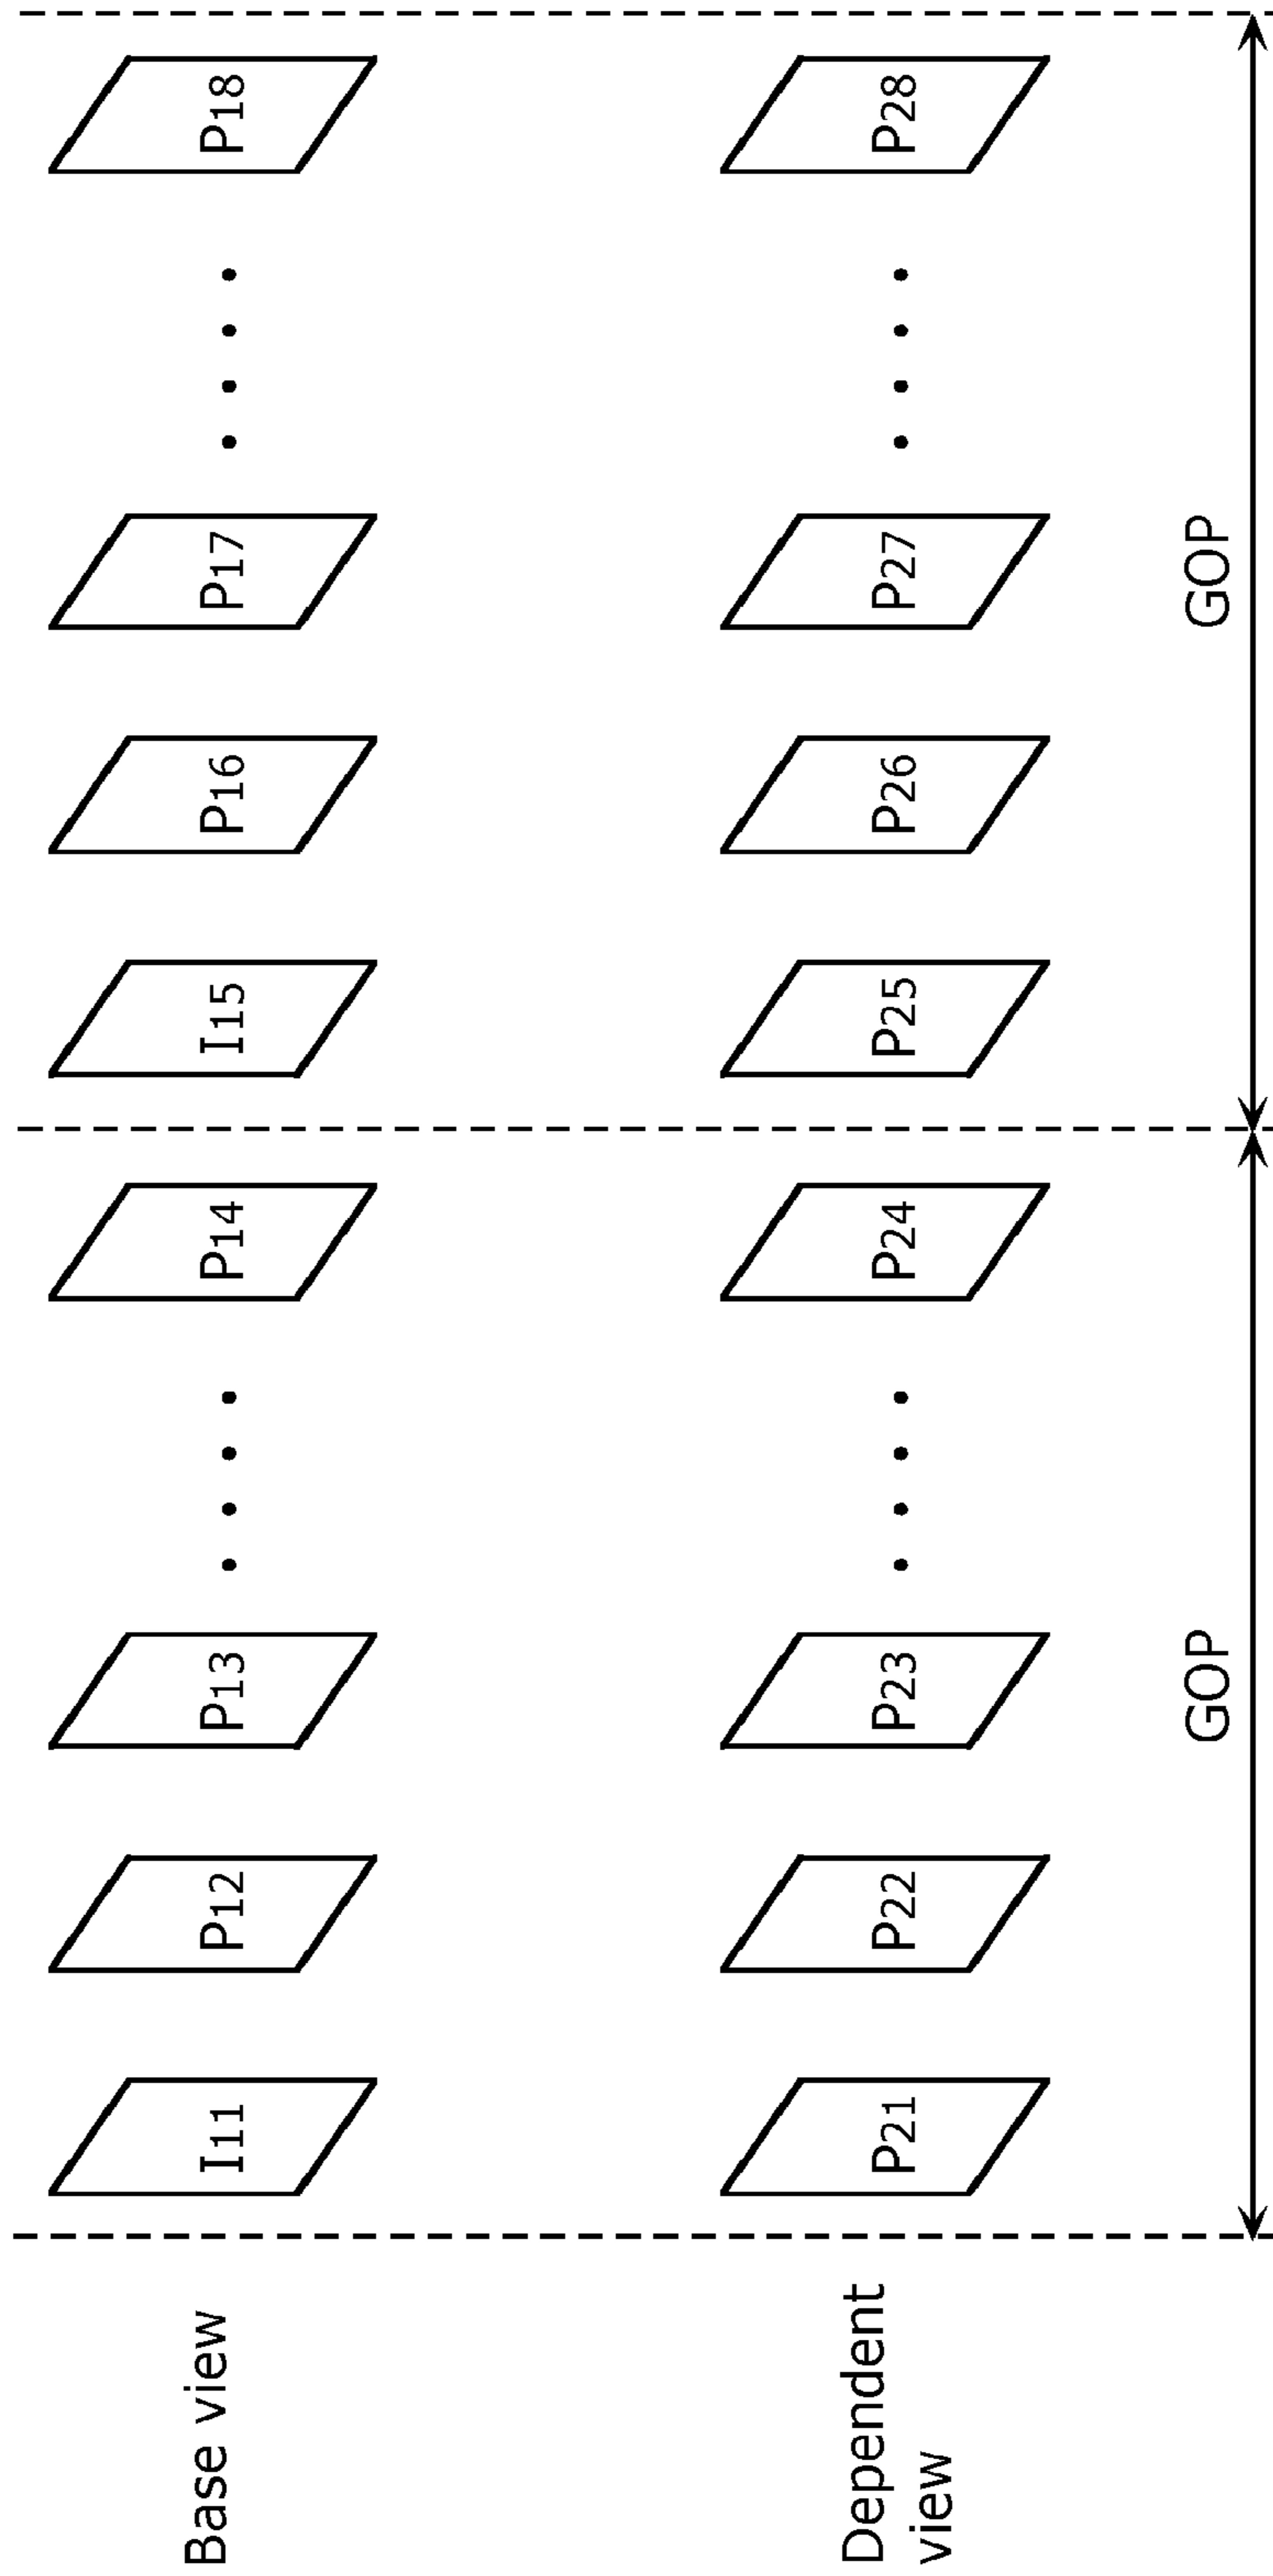 Base view
I11
P12
P13
P14
I15
P16
P17
P18
Dependent
view
P21
P22
P23
P24
P25
P26
P27
P28
GOP
GOP